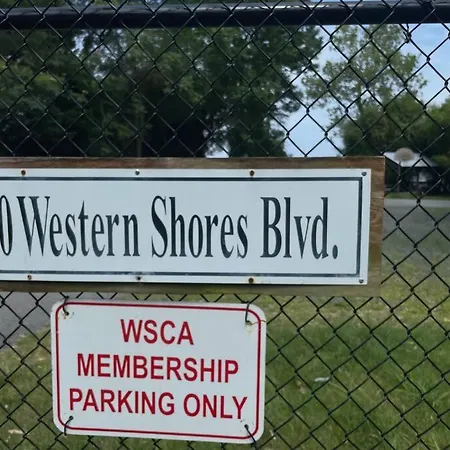 0 Western Shores Blvd.
WSCA
MEMBERSHIP
PARKING ONLY